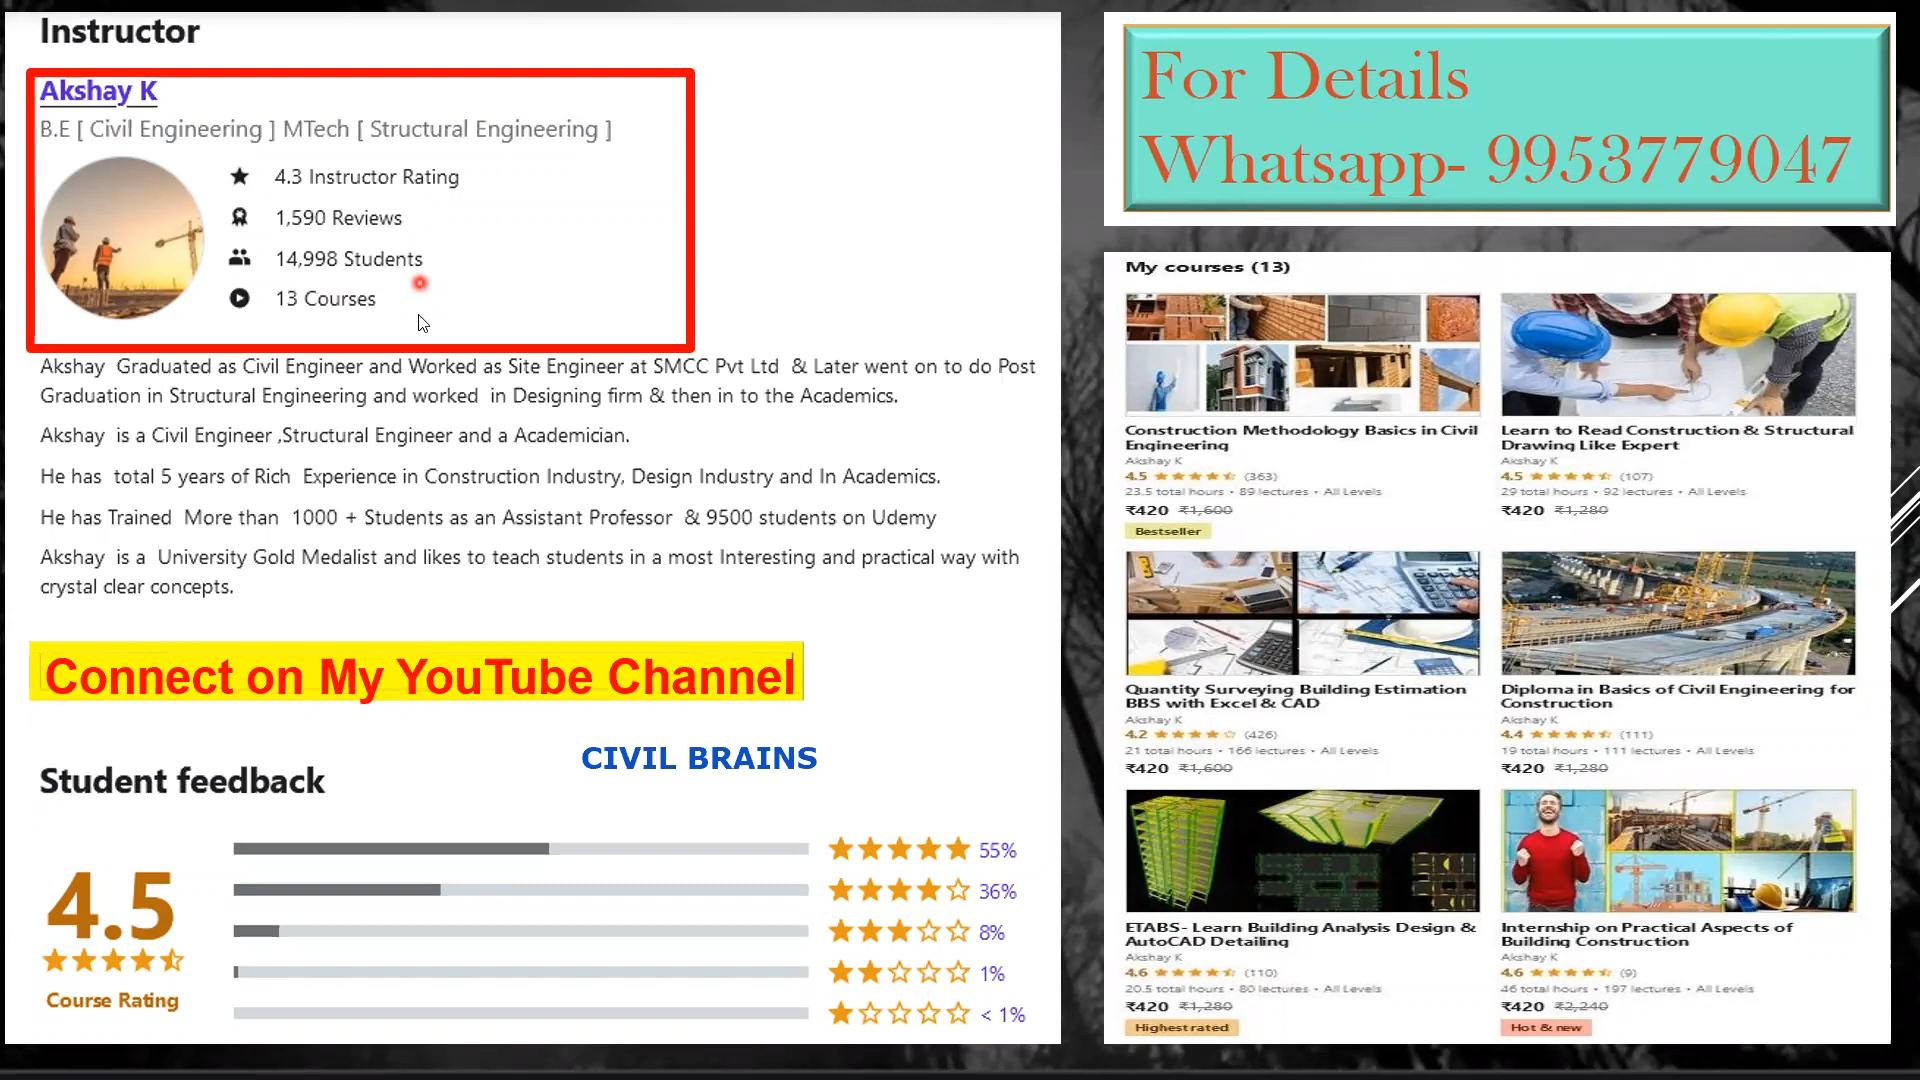 Instructor
Akshay K
B.E [ Civil Engineering ] MTech [ Structural Engineering ]
4.3 Instructor Rating
1,590 Reviews
14,998 Students
13 Courses
Akshay  Graduated as Civil Engineer and Worked as Site Engineer at SMCC Pvt Ltd  & Later went on to do Post
Graduation in Structural Engineering and worked  in Designing firm & then in to the Academics.
Akshay  is a Civil Engineer ,Structural Engineer and a Academician.
He has  total 5 years of Rich  Experience in Construction Industry, Design Industry and In Academics.
He has Trained  More than  1000 + Students as an Assistant Professor  & 9500 students on Udemy
Akshay  is a  University Gold Medalist and likes to teach students in a most Interesting and practical way with
crystal clear concepts.
Connect on My YouTube Channel
CIVIL BRAINS
Student feedback
4.5
Course Rating
55%
36%
8%
1%
< 1%
For Details
Whatsapp- 9953779047
My courses (13)
Construction Methodology Basics in Civil
Engineering
Akshay K
4.5 (363)
23.5 total hours • 89 lectures • All Levels
₹420 ₹1,600
Bestseller
Learn to Read Construction & Structural
Drawing Like Expert
Akshay K
4.5 (107)
29 total hours • 92 lectures • All Levels
₹420 ₹1,280
Quantity Surveying Building Estimation
BBS with Excel & CAD
Akshay K
4.2 (426)
21 total hours • 166 lectures • All Levels
₹420 ₹1,600
Diploma in Basics of Civil Engineering for
Construction
Akshay K
4.4 (111)
19 total hours • 111 lectures • All Levels
₹420 ₹1,280
ETABS- Learn Building Analysis Design &
AutoCAD Detailing
Akshay K
4.6 (110)
20.5 total hours • 80 lectures • All Levels
₹420 ₹1,280
Highest rated
Internship on Practical Aspects of
Building Construction
Akshay K
4.6 (9)
46 total hours • 197 lectures • All Levels
₹420 ₹2,240
Hot & new